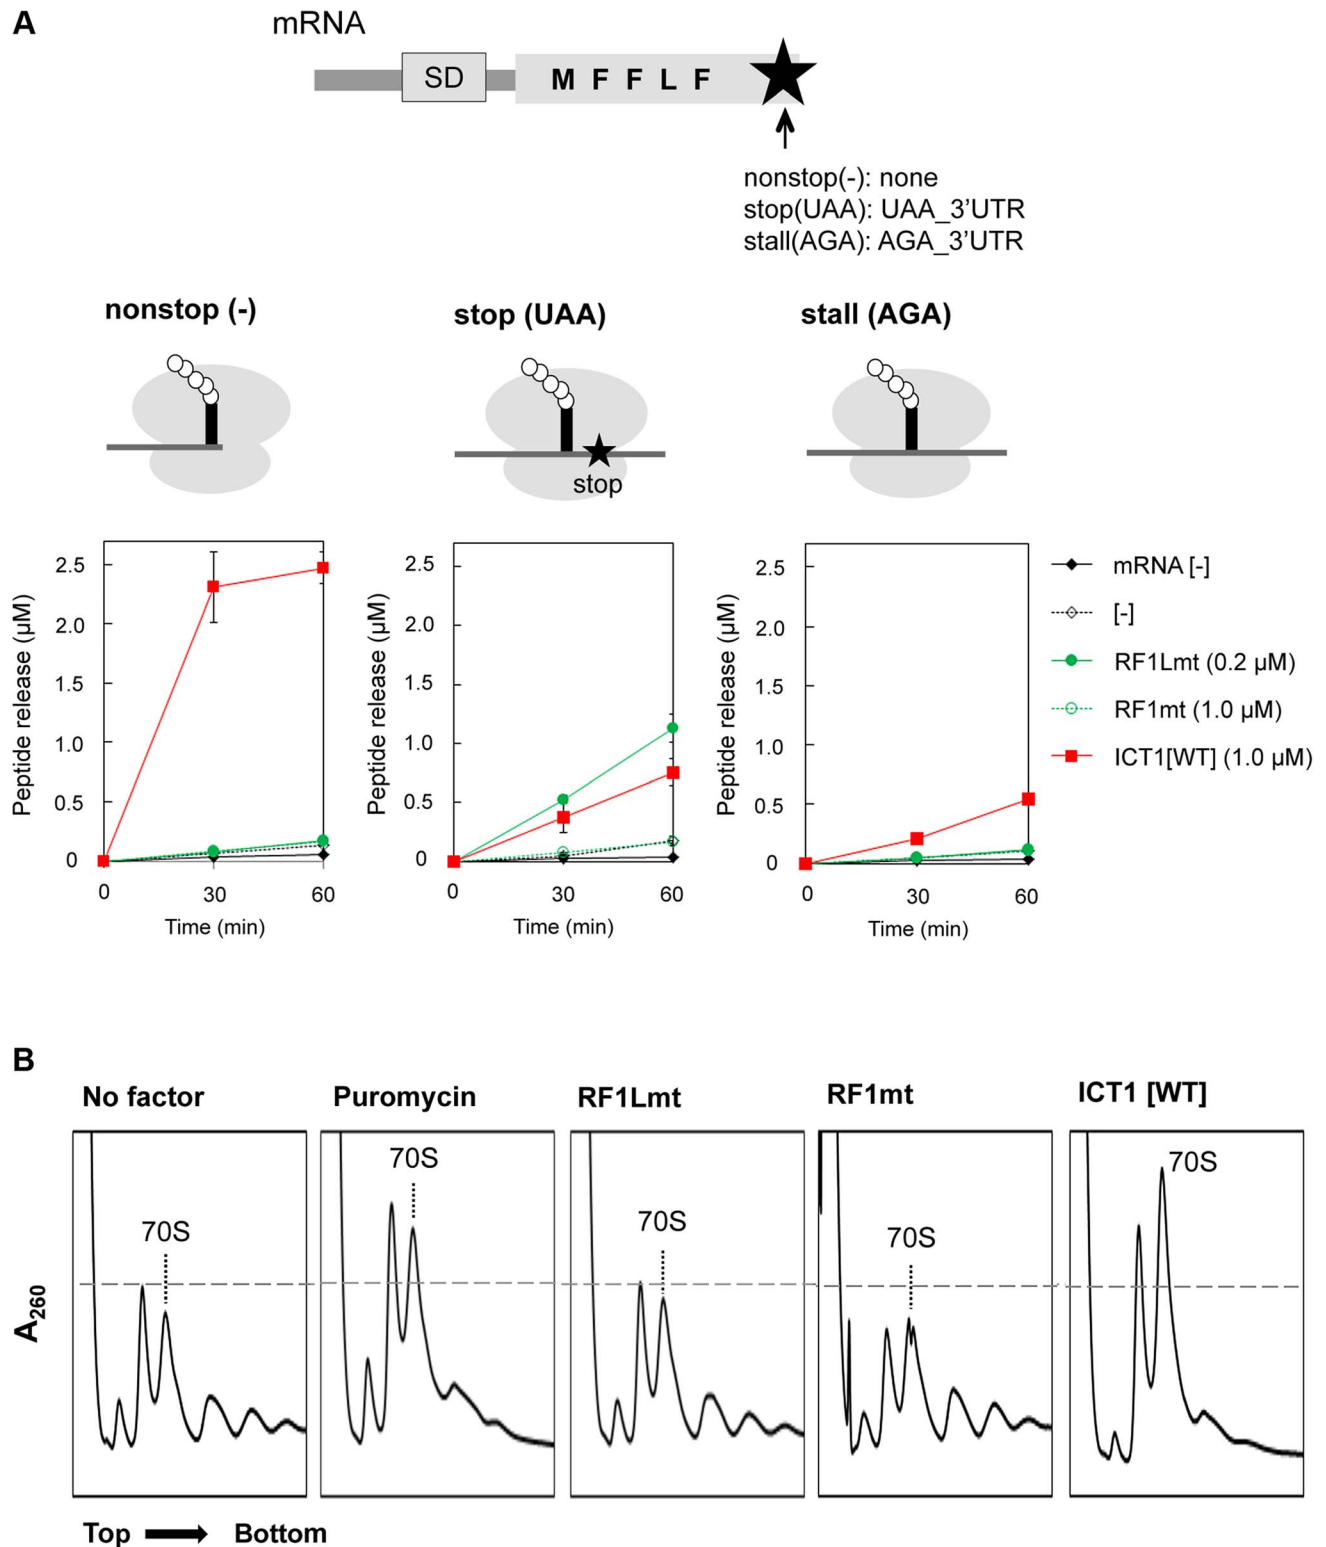 A
mRNA
SD
M F F L F
nonstop(-): none
stop(UAA): UAA_3’UTR
stall(AGA): AGA_3’UTR
nonstop (-)
stop (UAA)
stall (AGA)
stop
Peptide release (µM)
2.5
2.0
1.5
1.0
0.5
0
0
30
60
Time (min)
Peptide release (µM)
2.5
2.0
1.5
1.0
0.5
0
0
30
60
Time (min)
Peptide release (µM)
2.5
2.0
1.5
1.0
0.5
0
0
30
60
Time (min)
mRNA [-]
[-]
RF1Lmt (0.2 µM)
RF1mt (1.0 µM)
ICT1[WT] (1.0 µM)
B
No factor
Puromycin
RF1Lmt
RF1mt
ICT1 [WT]
70S
70S
70S
70S
70S
A260
Top
Bottom